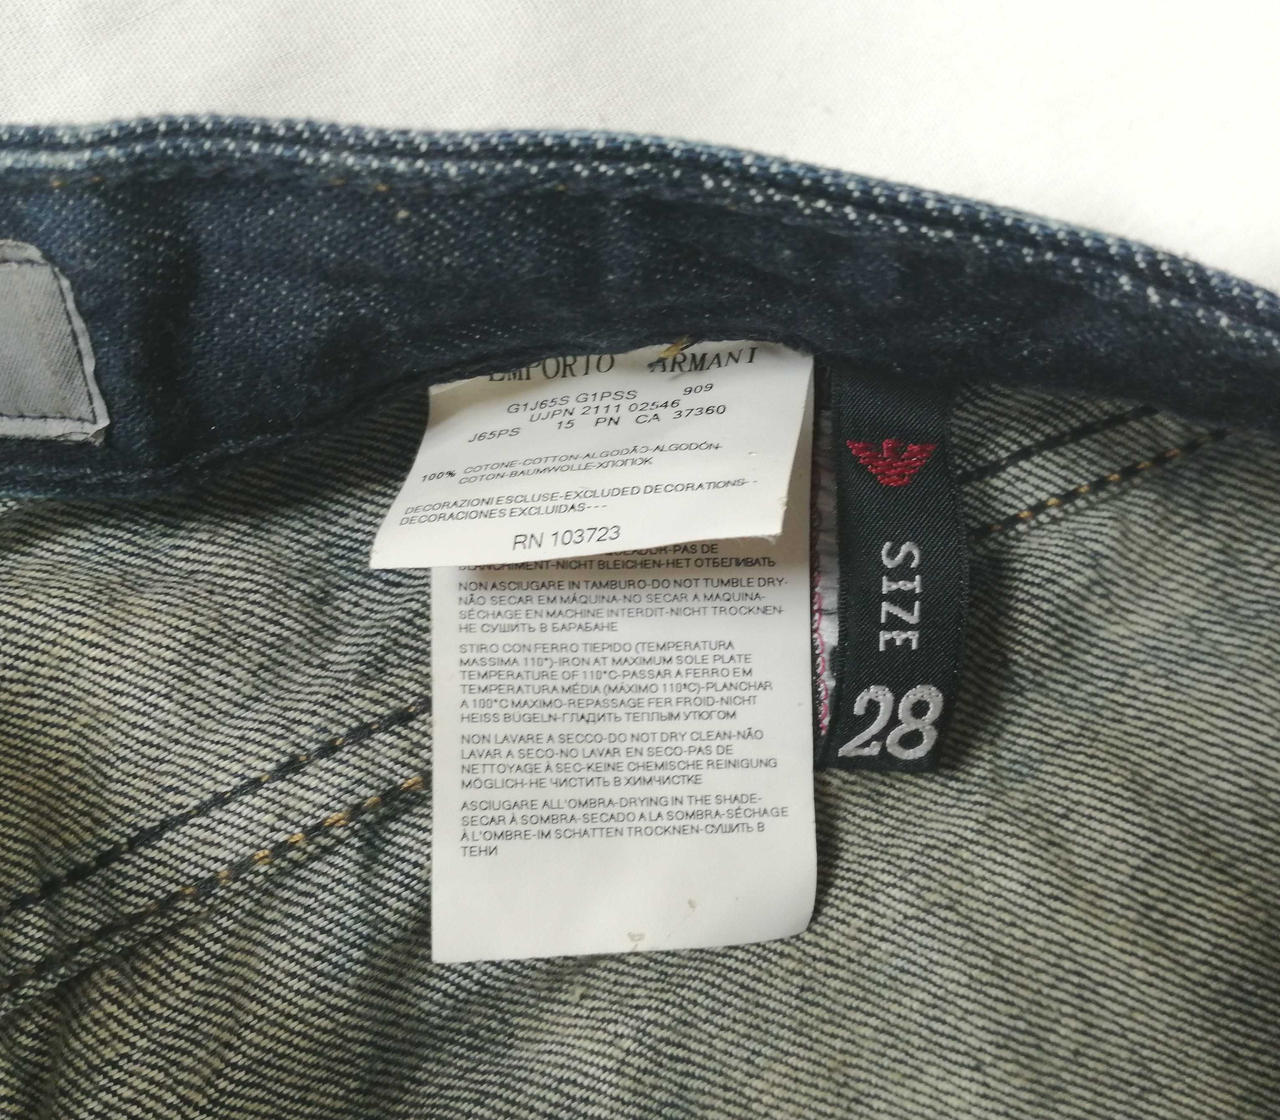 EMPORIO ARMANI
G1J65S G1PSS 909
UJPN 2111 02546
J65PS 15 PN CA 37360
100% COTONE-COTTON-ALGODÃO-ALGODÓN-
COTON-BAUMWOLLE-ХЛОПОК
DECORAZIONI ESCLUSE-EXCLUDED DECORATIONS--
DECORACIONES EXCLUIDAS---
RN 103723
BLANCHIMENT-NICHT BLEICHEN-НЕТ ОТБЕЛИВАТЬ
NON ASCIUGARE IN TAMBURO-DO NOT TUMBLE DRY-
NÃO SECAR EM MÁQUINA-NO SECAR A MAQUINA-
SÉCHAGE EN MACHINE INTERDIT-NICHT TROCKNEN-
НЕ СУШИТЬ В БАРАБАНЕ
STIRO CON FERRO TIEPIDO (TEMPERATURA
MASSIMA 110°)-IRON AT MAXIMUM SOLE PLATE
TEMPERATURE OF 110°C-PASSAR A FERRO EM
TEMPERATURA MÉDIA (MÁXIMO 110°C)-PLANCHAR
A 100°C MAXIMO-REPASSAGE FER FROID-NICHT
HEISS BÜGELN-ГЛАДИТЬ ТЕПЛЫМ УТЮГОМ
NON LAVARE A SECCO-DO NOT DRY CLEAN-NÃO
LAVAR A SECO-NO LAVAR EN SECO-PAS DE
NETTOYAGE À SEC-KEINE CHEMISCHE REINIGUNG
MÖGLICH-НЕ ЧИСТИТЬ В ХИМЧИСТКЕ
ASCIUGARE ALL'OMBRA-DRYING IN THE SHADE-
SECAR À SOMBRA-SECADO A LA SOMBRA-SÉCHAGE
À L'OMBRE-IM SCHATTEN TROCKNEN-СУШИТЬ В
ТЕНИ
SIZE
28